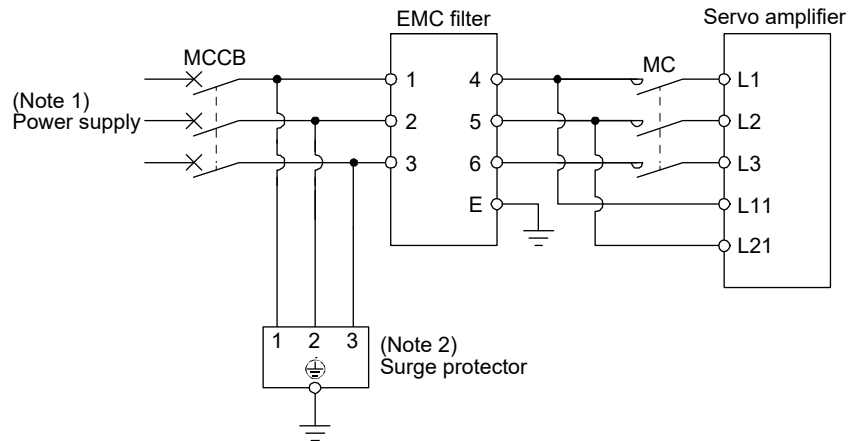 EMC filter
Servo amplifier
MCCB
MC
(Note 1)
Power supply
1
2
3
4
5
6
E
L1
L2
L3
L11
L21
1 2 3
(Note 2)
Surge protector